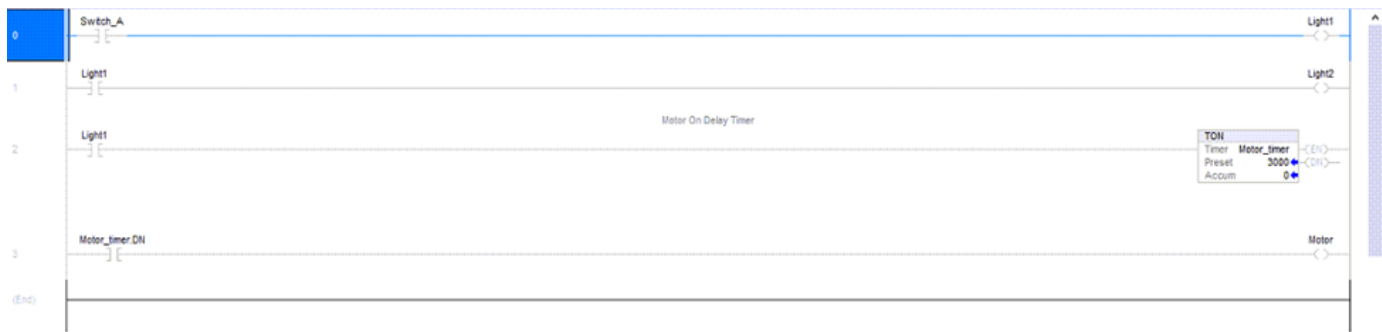 0
Switch_A
Light1
1
Light1
Light2
Motor On Delay Timer
2
Light1
TON
Timer Motor_timer
(EN)
Preset 3000
(DN)
Accum 0
3
Motor_timer.DN
Motor
(End)